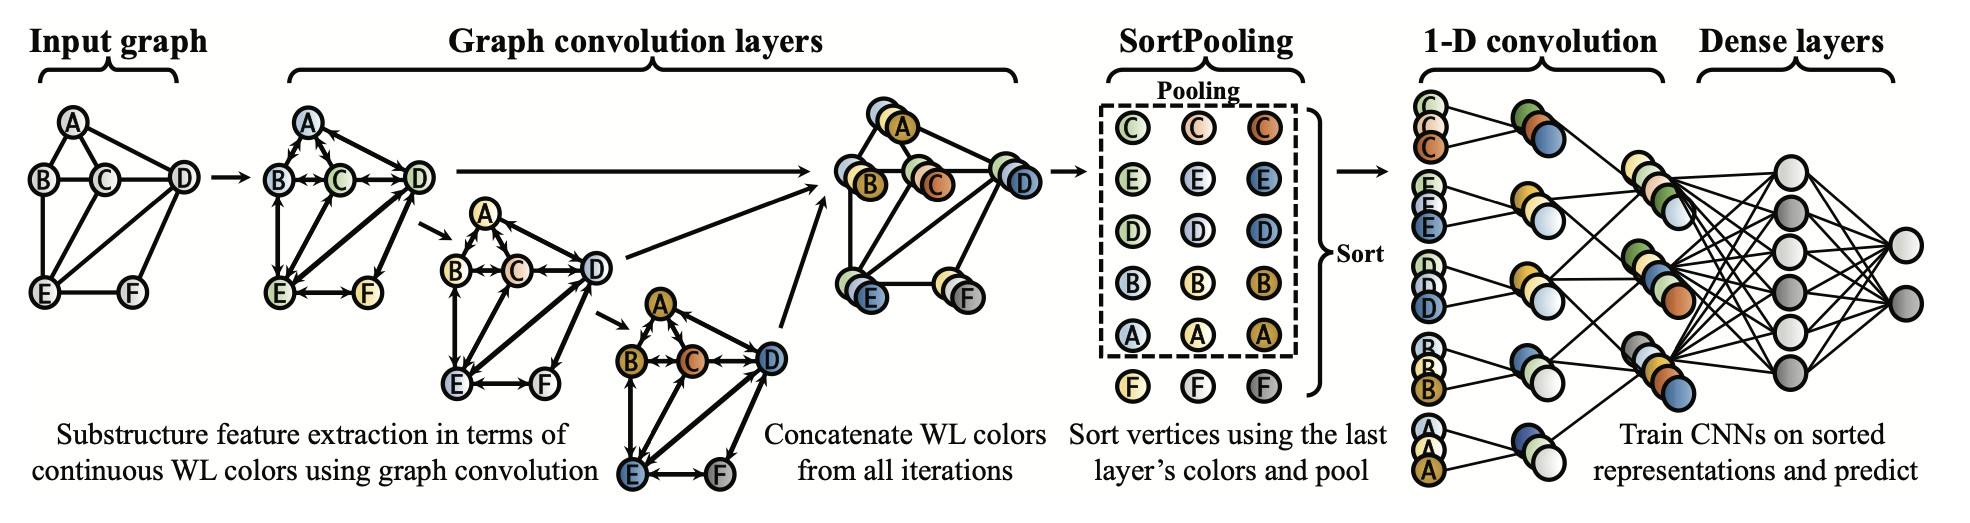 Input graph
Graph convolution layers
SortPooling
1-D convolution
Dense layers
Pooling
A
B C D
E F
A
B C D
E F
A
B C D
E F
A
B C D
E F
A
B C D
E F
C C C
E E E
D D D
B B B
A A A
F F F
Sort
C
C
C
E
E
E
D
D
D
B
B
B
A
A
A
Substructure feature extraction in terms of
continuous WL colors using graph convolution
Concatenate WL colors
from all iterations
Sort vertices using the last
layer’s colors and pool
Train CNNs on sorted
representations and predict